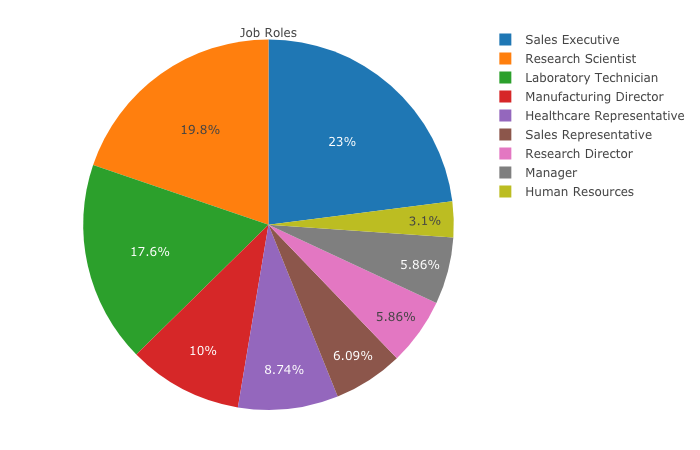 Job Roles
Sales Executive
Research Scientist
Laboratory Technician
Manufacturing Director
Healthcare Representative
Sales Representative
Research Director
Manager
Human Resources
23%
19.8%
17.6%
10%
8.74%
6.09%
5.86%
5.86%
3.1%